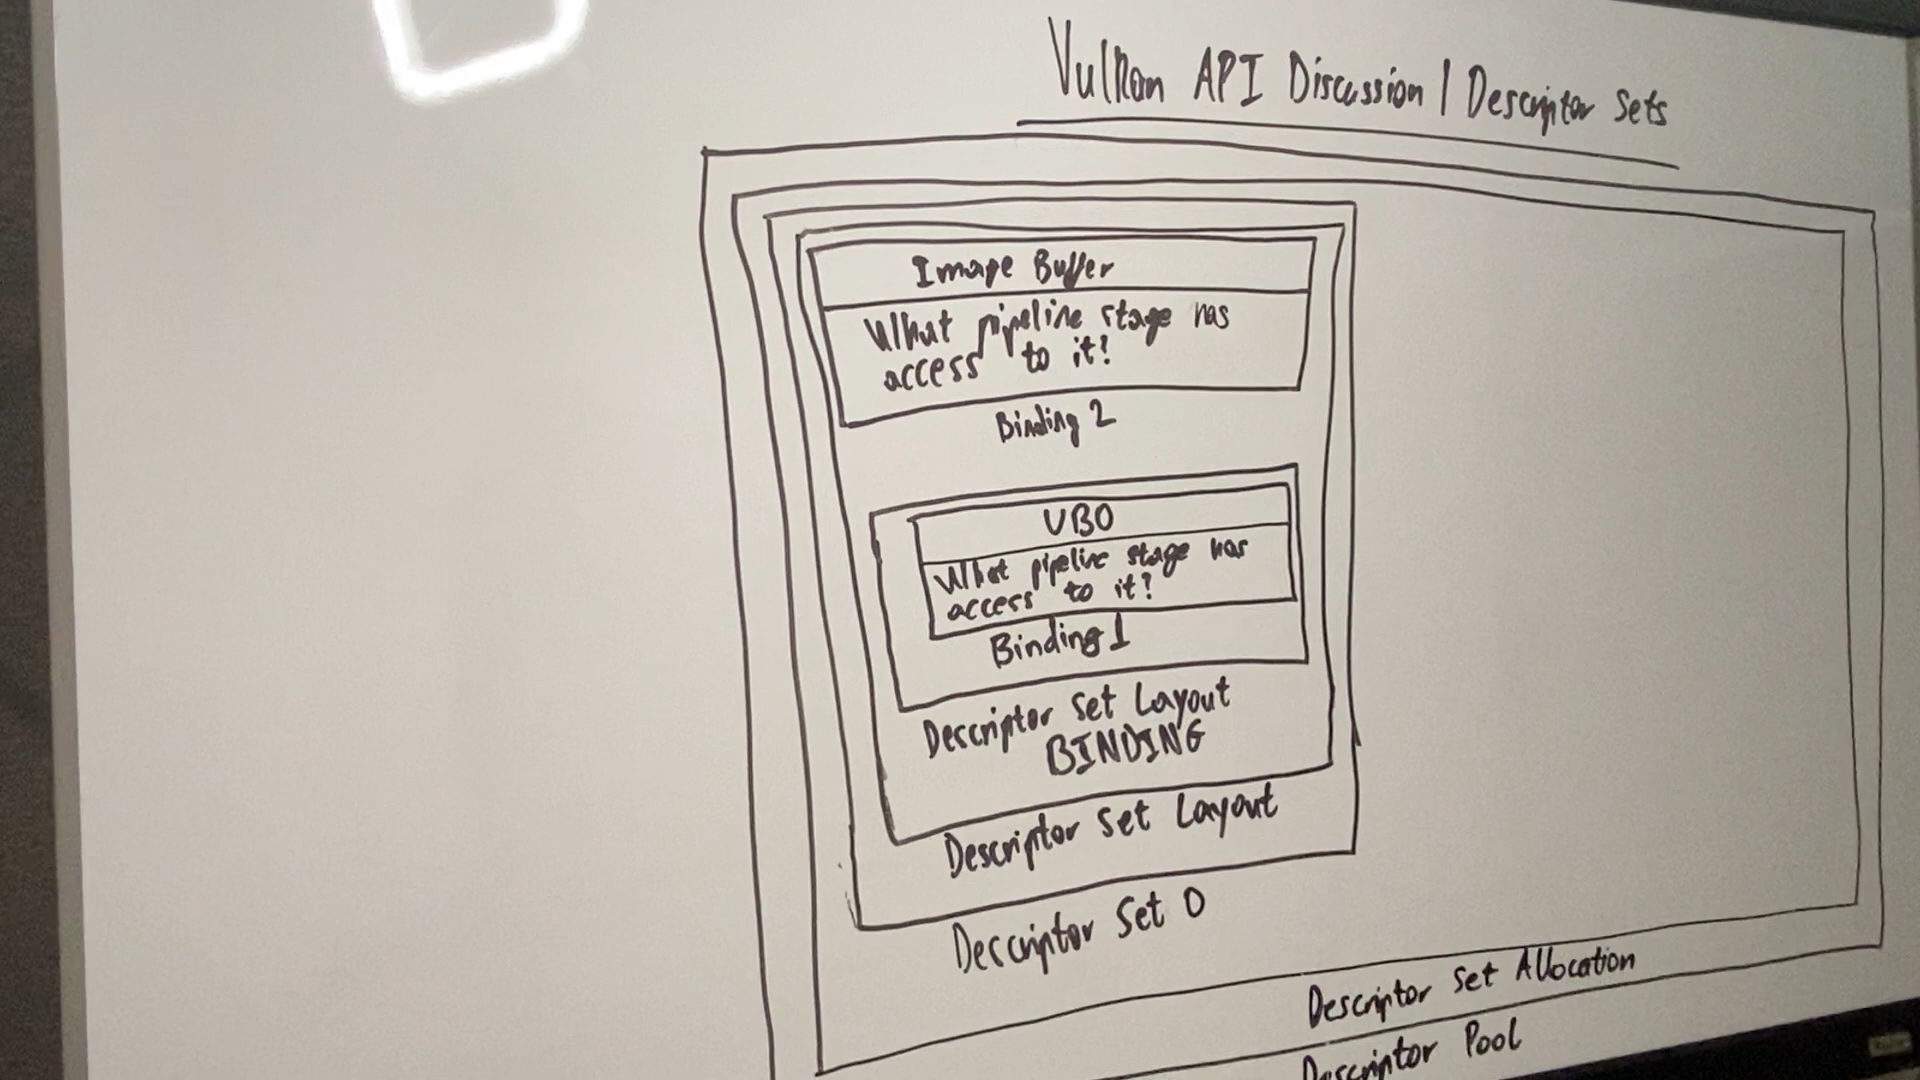 Vulkan API Discussion | Descriptor Sets
Image Buffer
What pipeline stage has
access to it?
Binding 2
UBO
What pipeline stage has
access to it?
Binding 1
Descriptor Set Layout
BINDING
Descriptor Set Layout
Descriptor Set 0
Descriptor Set Allocation
Descriptor Pool